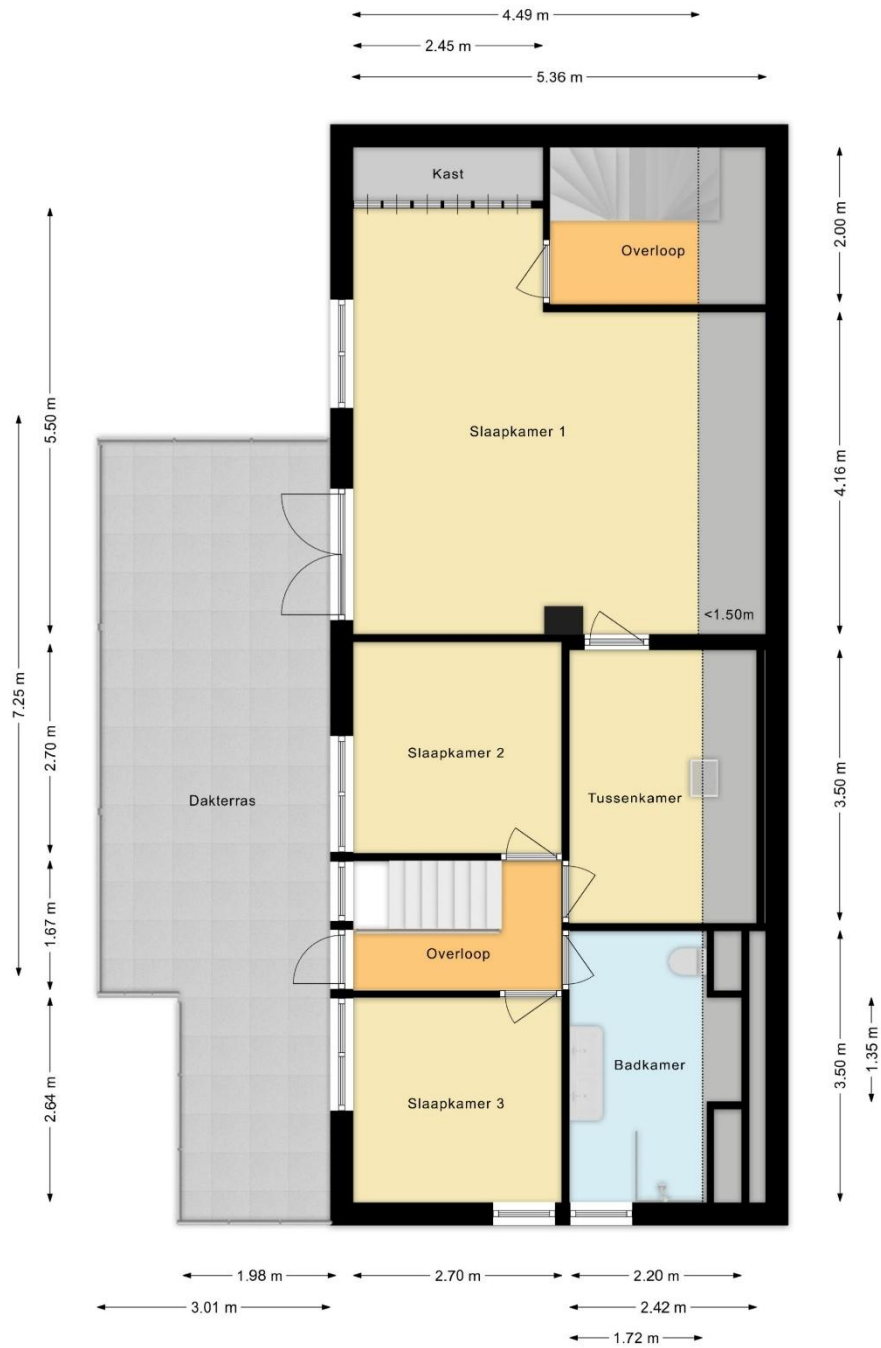 4.49 m
2.45 m
5.36 m
Kast
Overloop
2.00 m
5.50 m
Slaapkamer 1
4.16 m
7.25 m
<1.50m
2.70 m
Slaapkamer 2
Dakterras
Tussenkamer
3.50 m
1.67 m
Overloop
2.64 m
Slaapkamer 3
Badkamer
3.50 m
1.35 m
1.98 m
2.70 m
2.20 m
3.01 m
2.42 m
1.72 m